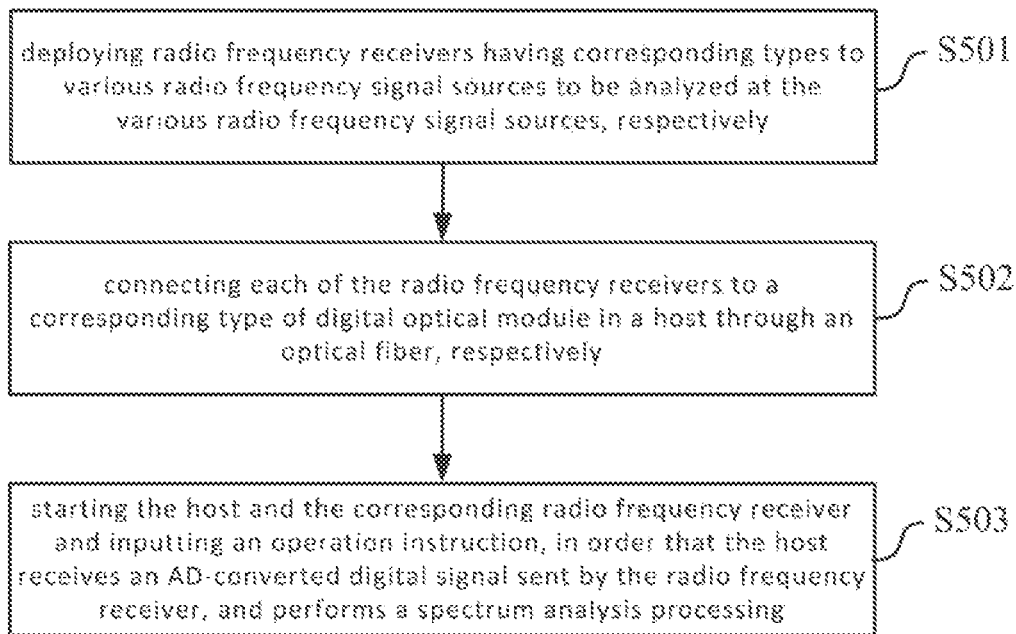 deploying radio frequency receivers having corresponding types to
various radio frequency signal sources to be analyzed at the
various radio frequency signal sources, respectively
S501
connecting each of the radio frequency receivers to a
corresponding type of digital optical module in a host through an
optical fiber, respectively
S502
starting the host and the corresponding radio frequency receiver
and inputting an operation instruction, in order that the host
receives an AD-converted digital signal sent by the radio frequency
receiver, and performs a spectrum analysis processing
S503